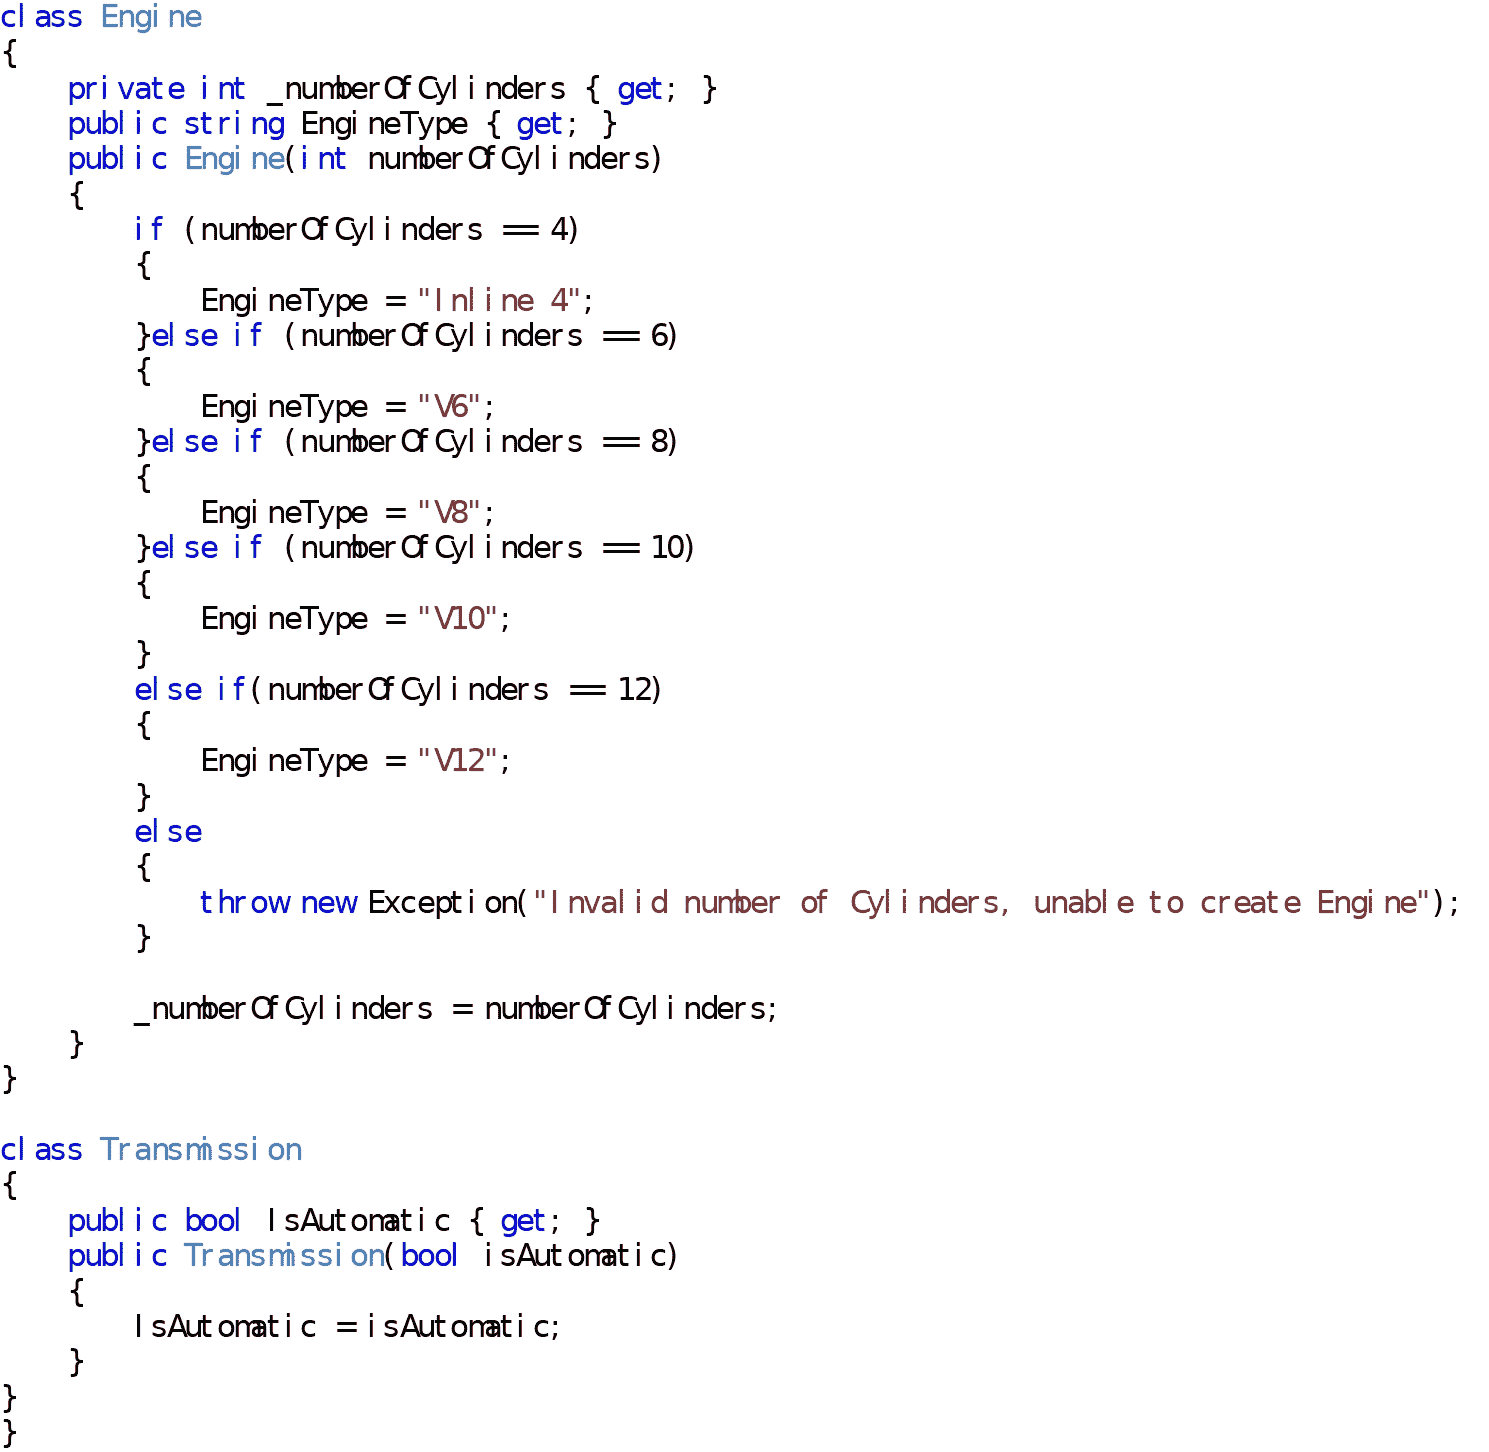 class Engine
{
    private int _numberOfCylinders { get; }
    public string EngineType { get; }
    public Engine(int numberOfCylinders)
    {
        if (numberOfCylinders == 4)
        {
            EngineType = "Inline 4";
        }else if (numberOfCylinders == 6)
        {
            EngineType = "V6";
        }else if (numberOfCylinders == 8)
        {
            EngineType = "V8";
        }else if (numberOfCylinders == 10)
        {
            EngineType = "V10";
        }
        else if(numberOfCylinders == 12)
        {
            EngineType = "V12";
        }
        else
        {
            throw new Exception("Invalid number of Cylinders, unable to create Engine");
        }

        _numberOfCylinders = numberOfCylinders;
    }
}

class Transmission
{
    public bool IsAutomatic { get; }
    public Transmission(bool isAutomatic)
    {
        IsAutomatic = isAutomatic;
    }
}
}